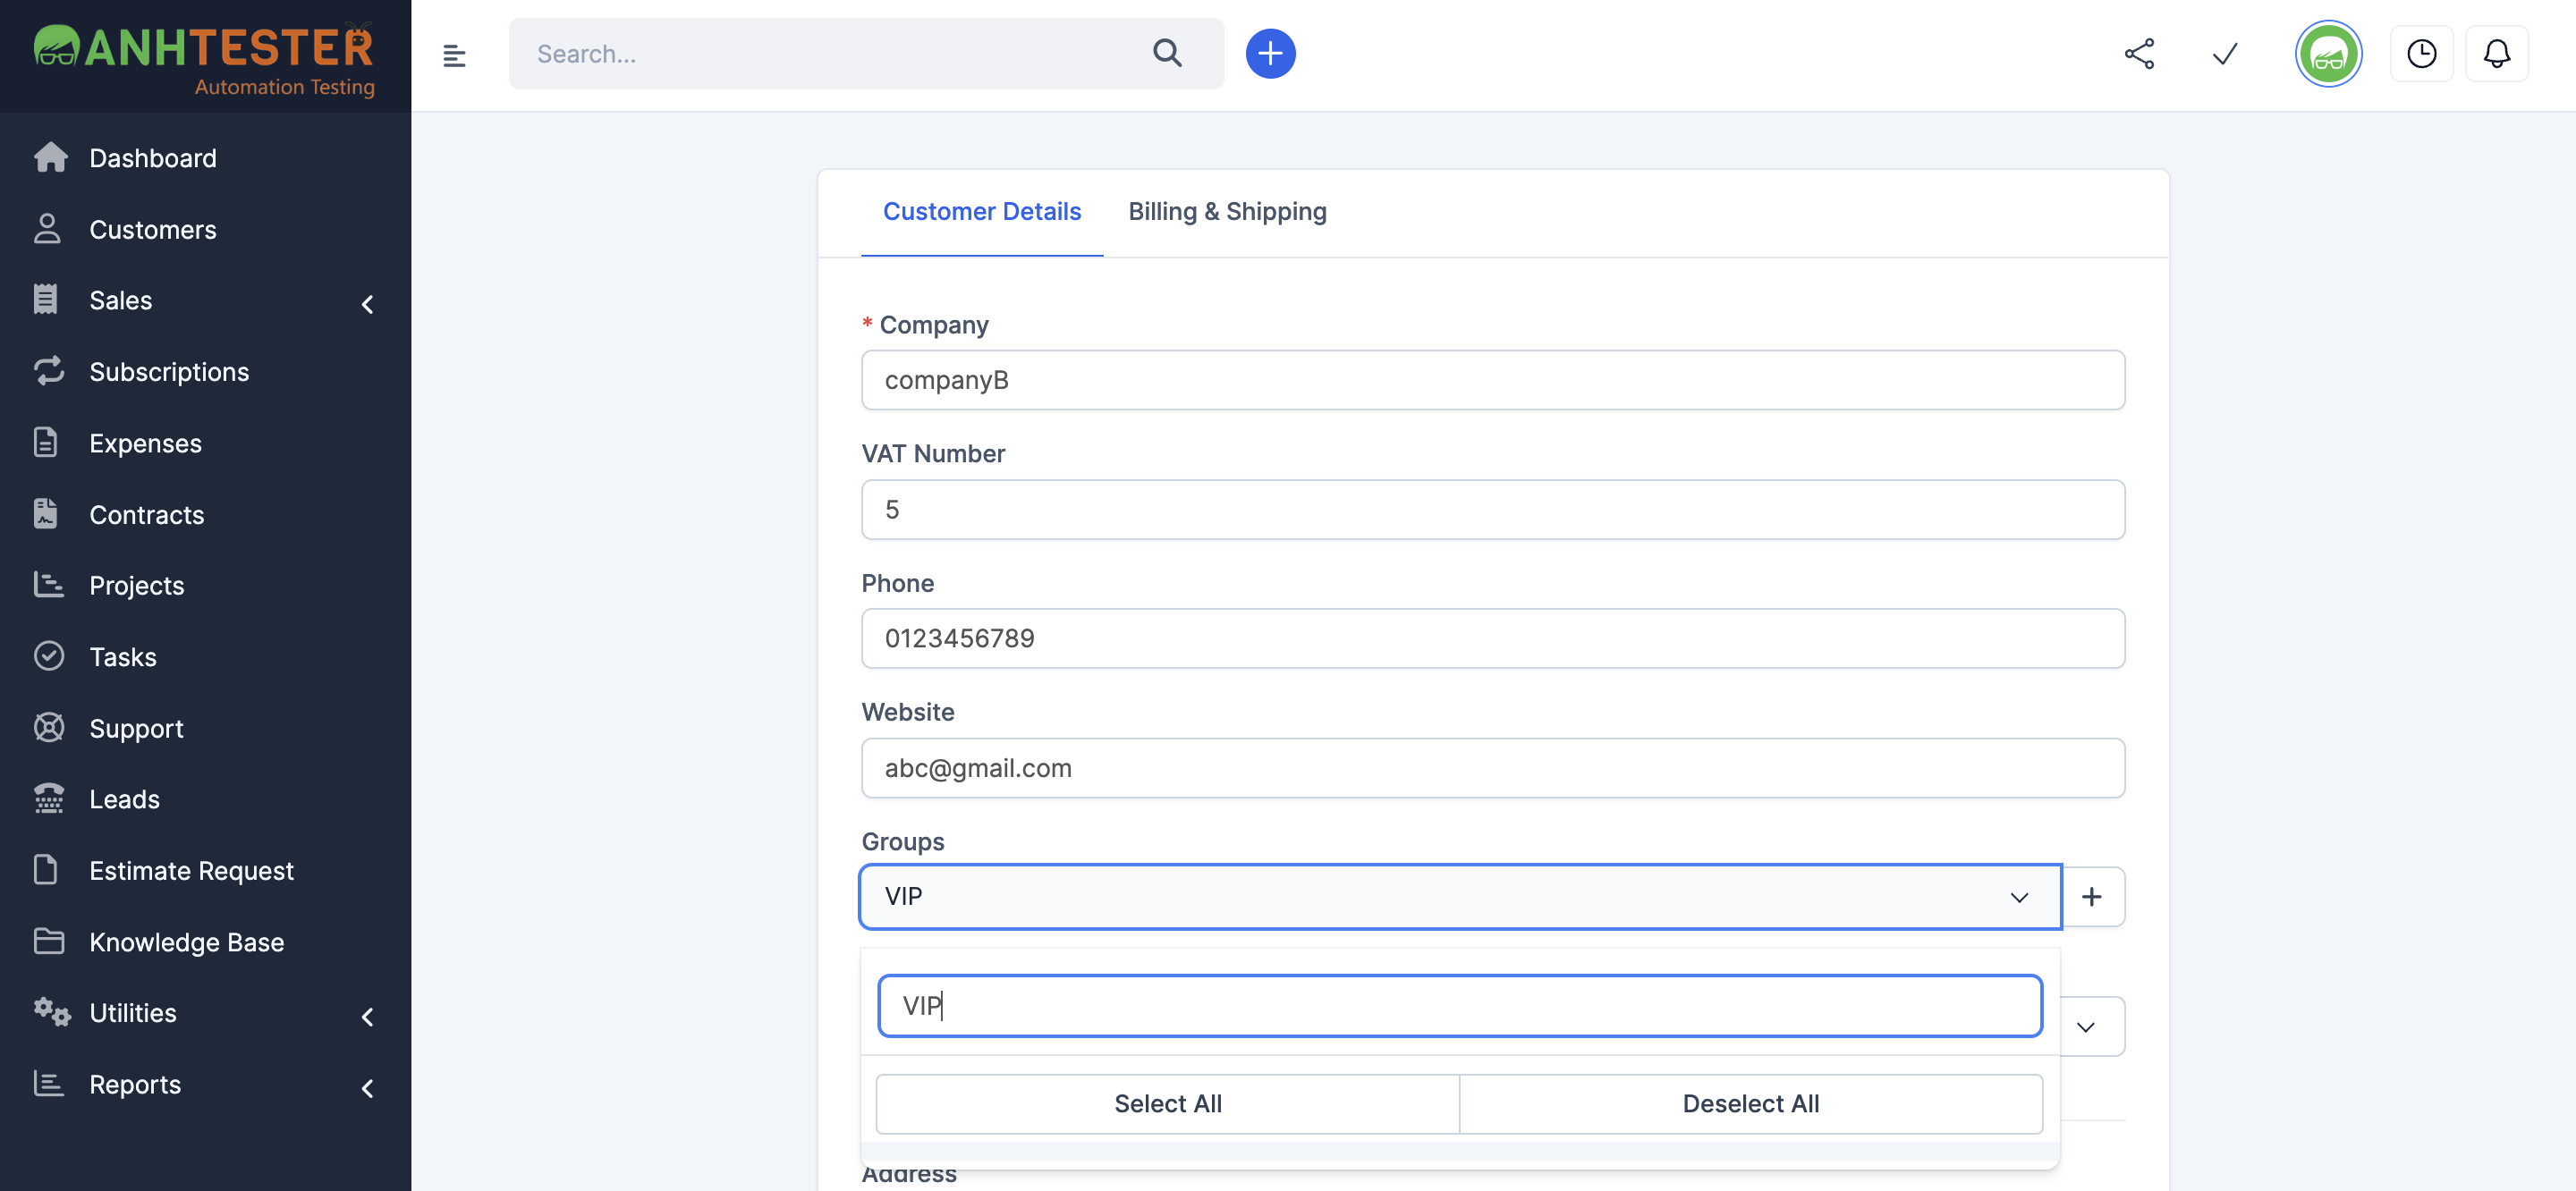 ANHTESTER
Automation Testing
Search...
Dashboard
Customers
Sales
Subscriptions
Expenses
Contracts
Projects
Tasks
Support
Leads
Estimate Request
Knowledge Base
Utilities
Reports
Customer Details
Billing & Shipping
* Company
companyB
VAT Number
5
Phone
0123456789
Website
abc@gmail.com
Groups
VIP
VIP
Select All
Deselect All
Address